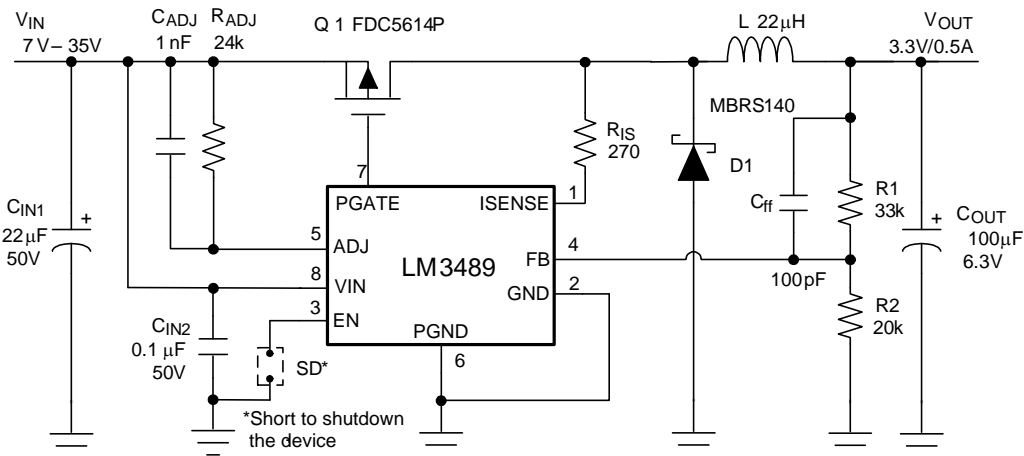 VIN
7 V – 35V
CADJ
1 nF
RADJ
24k
Q 1 FDC5614P
L 22μH
VOUT
3.3V/0.5A
MBRS140
RIS
270
D1
7
1
PGATE
ISENSE
CIN1
22μF
50V
+
5
ADJ
LM3489
FB
4
Cff
100pF
R1
33k
+
COUT
100μF
6.3V
8
VIN
GND
2
3
EN
PGND
6
R2
20k
CIN2
0.1 μF
50V
SD*
*Short to shutdown
the device